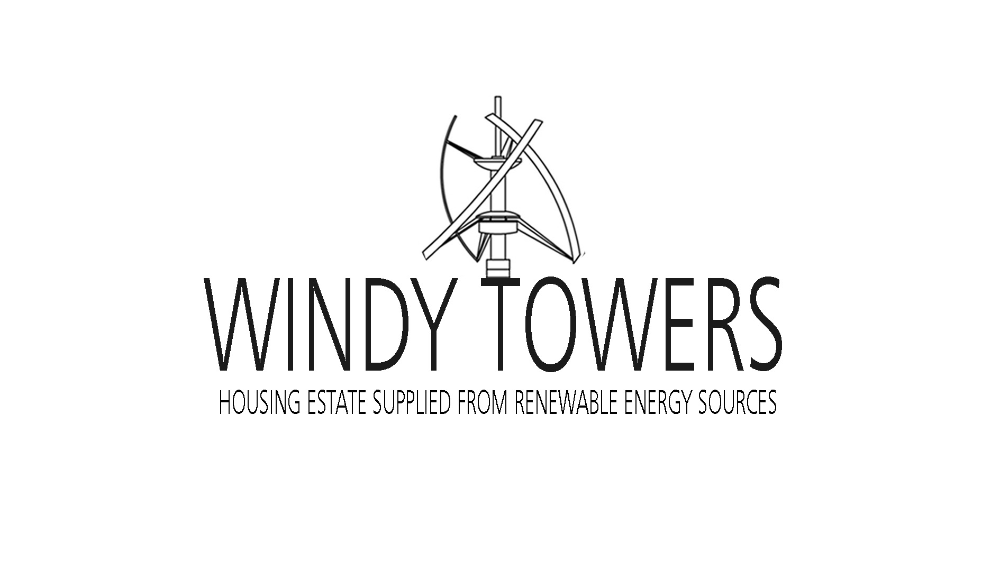 WINDY TOWERS
HOUSING ESTATE SUPPLIED FROM RENEWABLE ENERGY SOURCES